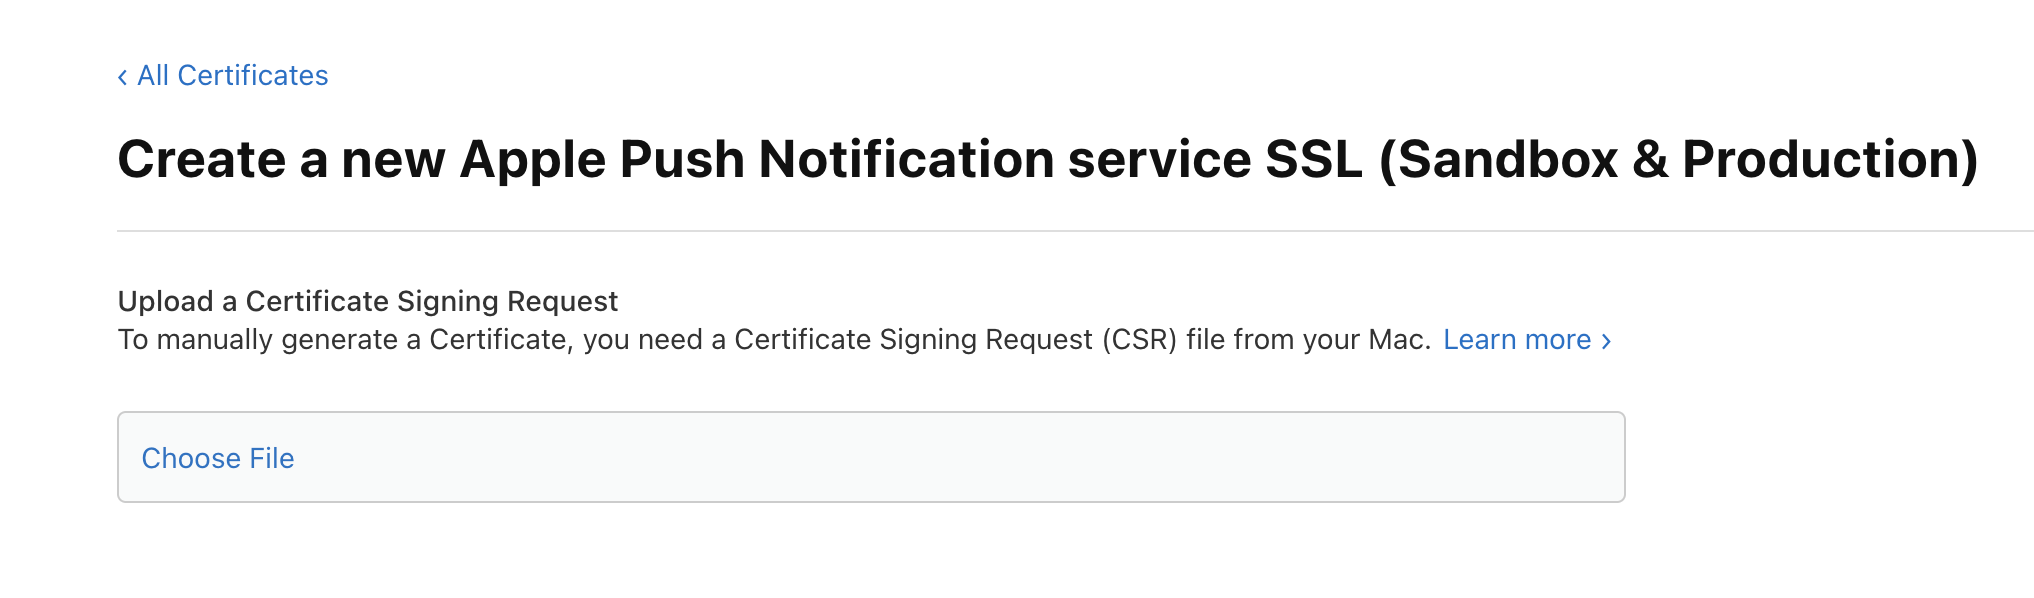 ‹ All Certificates
Create a new Apple Push Notification service SSL (Sandbox & Production)
Upload a Certificate Signing Request
To manually generate a Certificate, you need a Certificate Signing Request (CSR) file from your Mac. Learn more ›
Choose File